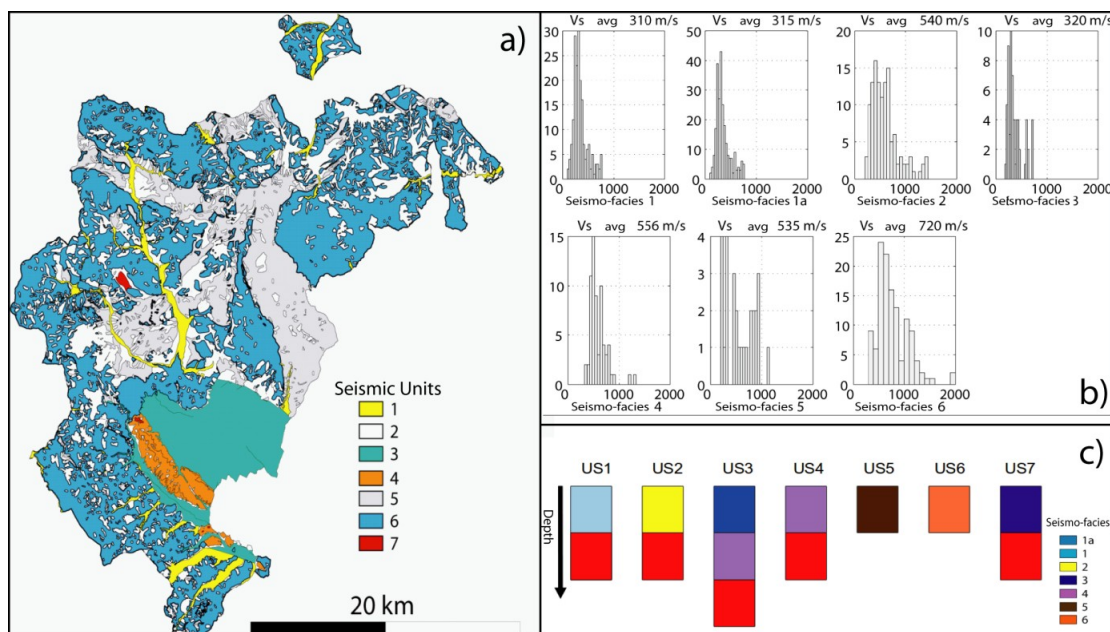 a)
Seismic Units
1
2
3
4
5
6
7
20 km
Vs avg 310 m/s
30
25
20
15
10
5
0
0 1000 2000
Seismo-facies 1
Vs avg 315 m/s
50
40
30
20
10
0
0 1000 2000
Seismo-facies 1a
Vs avg 540 m/s
20
15
10
5
0
0 1000 2000
Seismo-facies 2
Vs avg 320 m/s
10
8
6
4
2
0
0 1000 2000
Seismo-facies 3
Vs avg 556 m/s
15
10
5
0
0 1000 2000
Seismo-facies 4
Vs avg 535 m/s
4
3
2
1
0
0 1000 2000
Seismo-facies 5
Vs avg 720 m/s
25
20
15
10
5
0
0 1000 2000
Seismo-facies 6
b)
c)
US1 US2 US3 US4 US5 US6 US7
Depth
Seismo-facies
1a
1
2
3
4
5
6